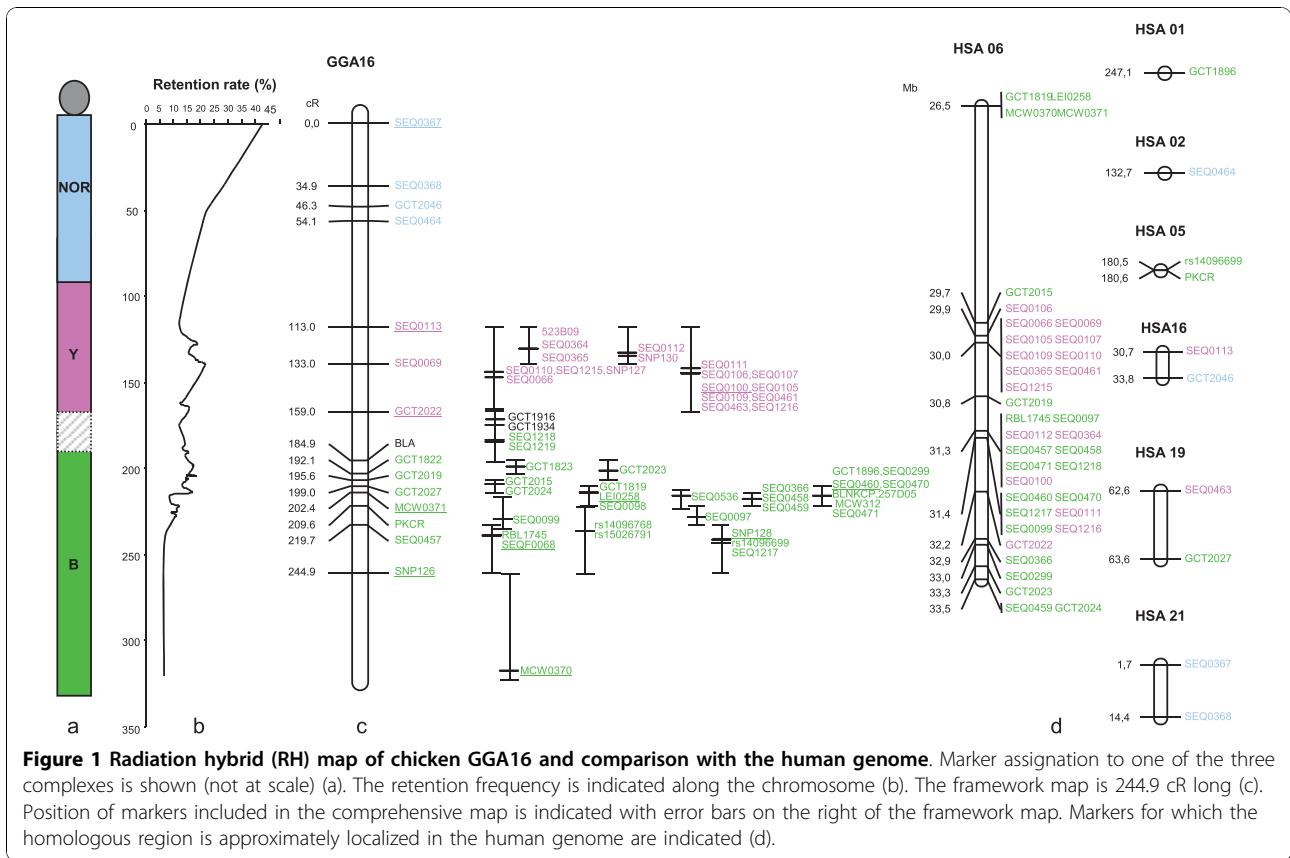 GGA16
HSA 06
HSA 01
Retention rate (%)
0 5 10 15 20 25 30 35 40 45
cR
Mb
0
50
100
150
200
250
300
350
NOR
Y
B
0,0 SEQ0367
34.9 SEQ0368
46.3 GCT2046
54.1 SEQ0464
113.0 SEQ0113
133.0 SEQ0069
159.0 GCT2022
184.9 BLA
192.1 GCT1822
195.6 GCT2019
199.0 GCT2027
202.4 MCW0371
209.6 PKCR
219.7 SEQ0457
244.9 SNP126
523B09
SEQ0364
SEQ0365
SEQ0112
SNP130
SEQ0110,SEQ1215,SNP127
SEQ0066
SEQ0111
SEQ0106,SEQ0107
SEQ0100,SEQ0105
SEQ0109,SEQ0461
SEQ0463,SEQ1216
GCT1916
GCT1934
SEQ1218
SEQ1219
GCT1823
GCT2023
GCT2015
GCT2024
GCT1819
LEI0258
SEQ0098
SEQ0536
SEQ0366
SEQ0458
SEQ0459
GCT1896,SEQ0299
SEQ0460,SEQ0470
BLNKCP,257D05
MCW312
SEQ0471
SEQ0099
SEQ0097
RBL1745
SEQF0068
rs14096768
rs15026791
SNP128
rs14096699
SEQ1217
MCW0370
26,5 GCT1819LEI0258
MCW0370MCW0371
29,7 GCT2015
29,9 SEQ0106
SEQ0066 SEQ0069
SEQ0105 SEQ0107
30,0 SEQ0109 SEQ0110
SEQ0365 SEQ0461
SEQ1215
30,8 GCT2019
RBL1745 SEQ0097
SEQ0112 SEQ0364
31,3 SEQ0457 SEQ0458
SEQ0471 SEQ1218
SEQ0100
SEQ0460 SEQ0470
31,4 SEQ1217 SEQ0111
SEQ0099 SEQ1216
32,2 GCT2022
32,9 SEQ0366
33,0 SEQ0299
33,3 GCT2023
33,5 SEQ0459 GCT2024
247,1 GCT1896
HSA 02
132,7 SEQ0464
HSA 05
180,5 rs14096699
180,6 PKCR
HSA16
30,7 SEQ0113
33,8 GCT2046
HSA 19
62,6 SEQ0463
63,6 GCT2027
HSA 21
1,7 SEQ0367
14,4 SEQ0368
a
b
c
d
Figure 1 Radiation hybrid (RH) map of chicken GGA16 and comparison with the human genome. Marker assignation to one of the three
complexes is shown (not at scale) (a). The retention frequency is indicated along the chromosome (b). The framework map is 244.9 cR long (c).
Position of markers included in the comprehensive map is indicated with error bars on the right of the framework map. Markers for which the
homologous region is approximately localized in the human genome are indicated (d).